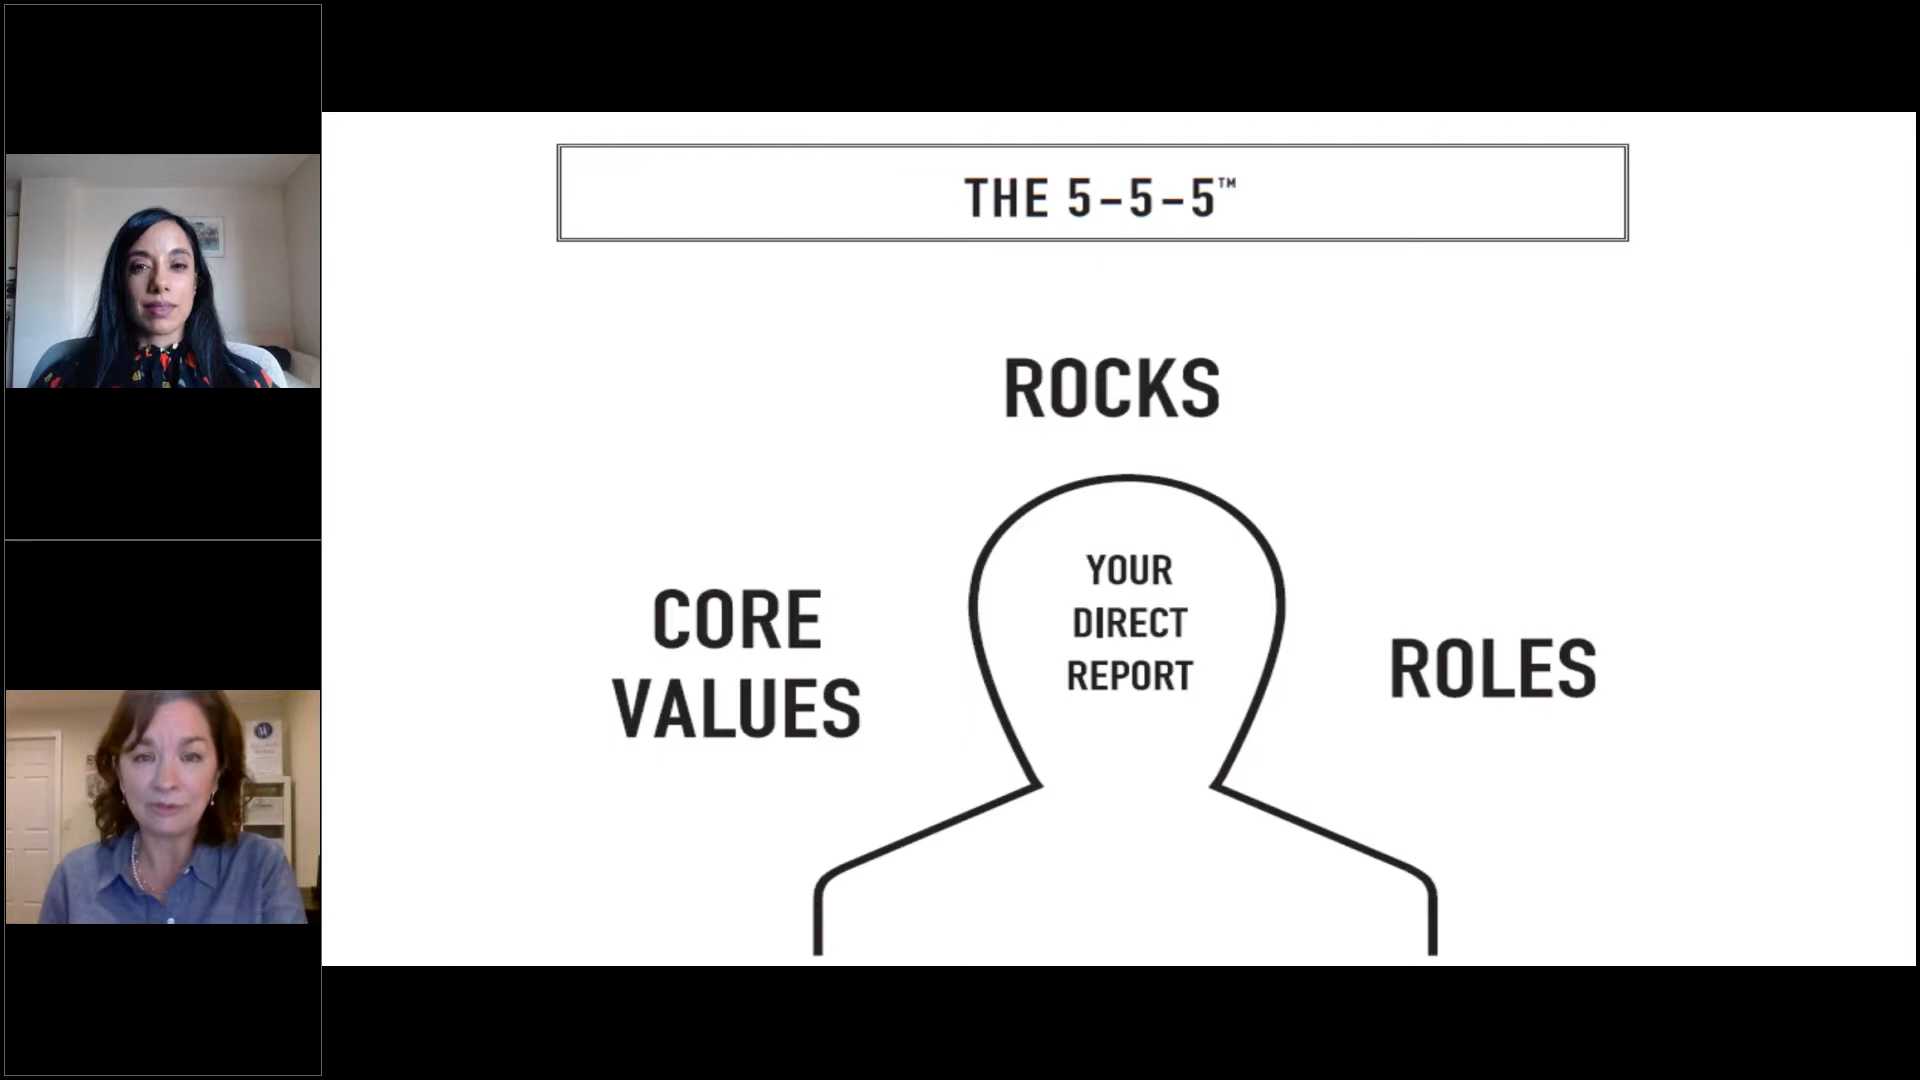 THE 5-5-5™
ROCKS
CORE
VALUES
YOUR
DIRECT
REPORT
ROLES